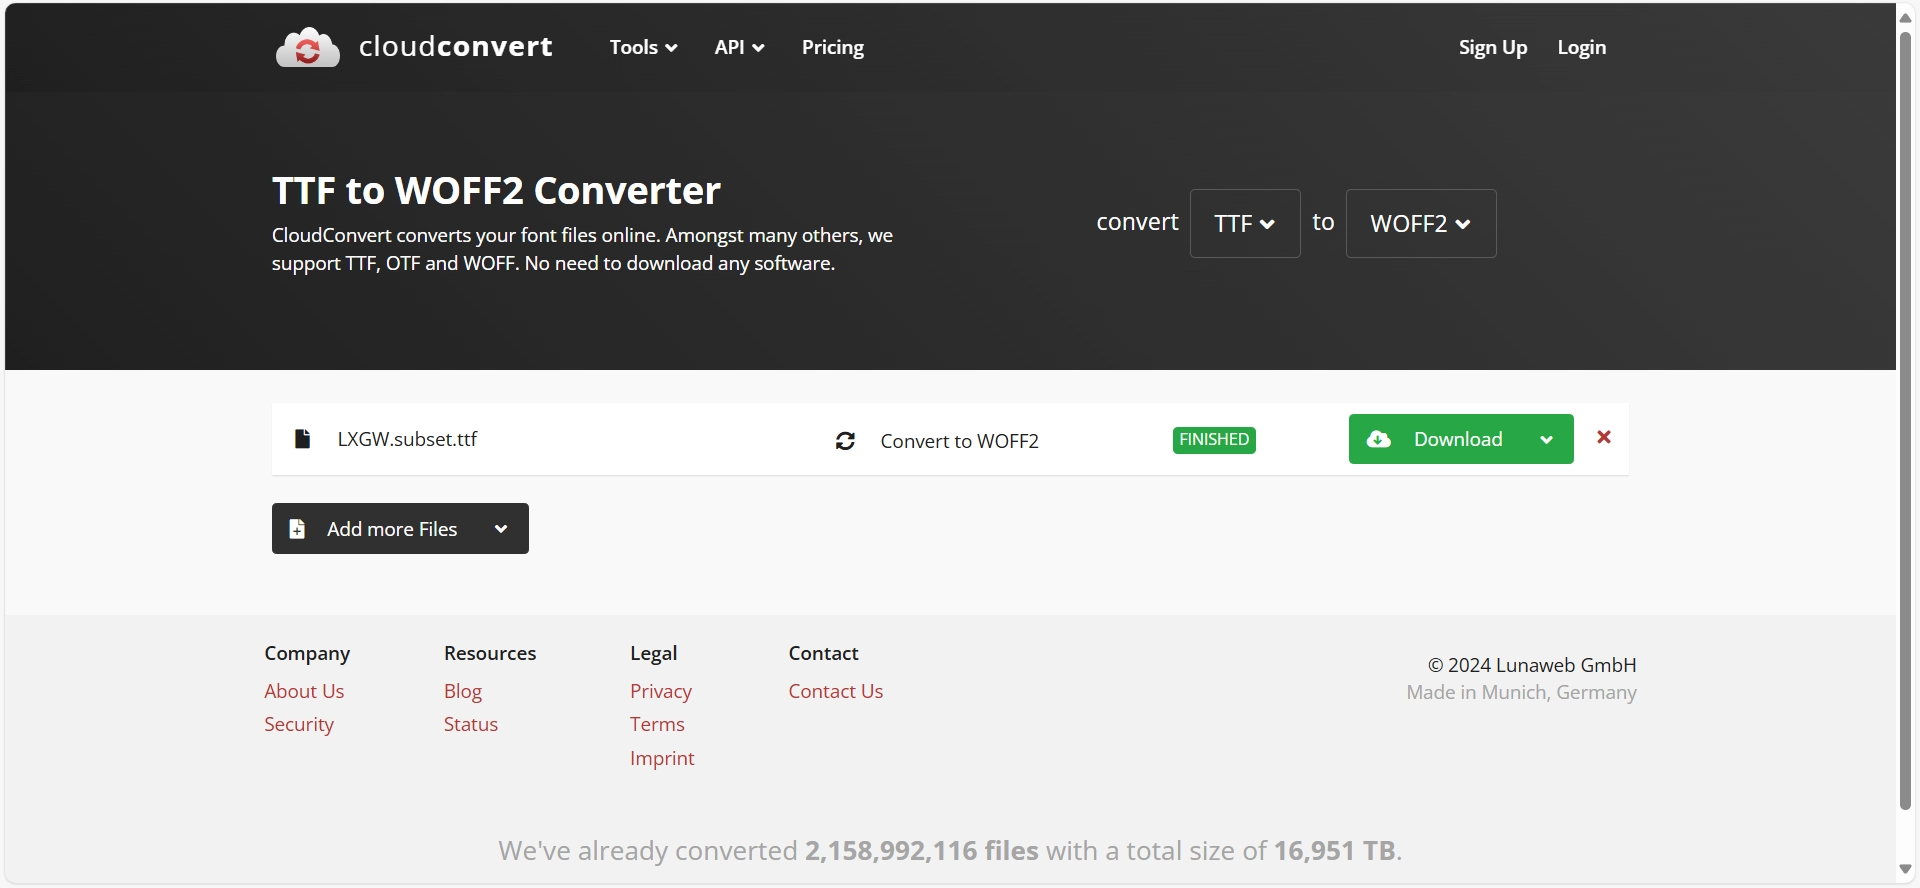 cloudconvert Tools API Pricing Sign Up Login
TTF to WOFF2 Converter
CloudConvert converts your font files online. Amongst many others, we
support TTF, OTF and WOFF. No need to download any software.
convert TTF to WOFF2
LXGW.subset.ttf Convert to WOFF2 FINISHED Download
Add more Files
Company
About Us
Security
Resources
Blog
Status
Legal
Privacy
Terms
Imprint
Contact
Contact Us
© 2024 Lunaweb GmbH
Made in Munich, Germany
We've already converted 2,158,992,116 files with a total size of 16,951 TB.